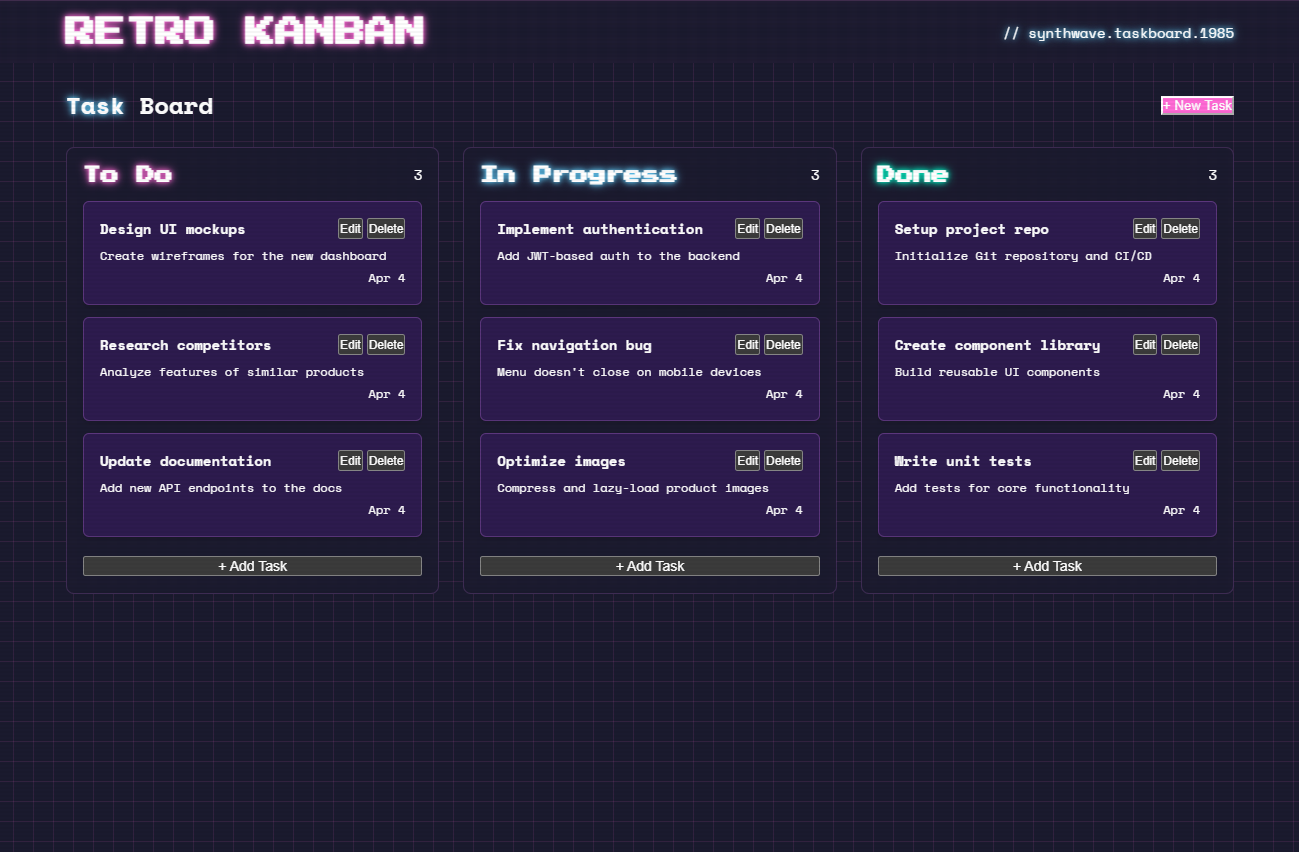 RETRO KANBAN
// synthwave.taskboard.1985
Task Board
+ New Task
To Do
3
Design UI mockups
Edit
Delete
Create wireframes for the new dashboard
Apr 4
Research competitors
Edit
Delete
Analyze features of similar products
Apr 4
Update documentation
Edit
Delete
Add new API endpoints to the docs
Apr 4
+ Add Task
In Progress
3
Implement authentication
Edit
Delete
Add JWT-based auth to the backend
Apr 4
Fix navigation bug
Edit
Delete
Menu doesn't close on mobile devices
Apr 4
Optimize images
Edit
Delete
Compress and lazy-load product images
Apr 4
+ Add Task
Done
3
Setup project repo
Edit
Delete
Initialize Git repository and CI/CD
Apr 4
Create component library
Edit
Delete
Build reusable UI components
Apr 4
Write unit tests
Edit
Delete
Add tests for core functionality
Apr 4
+ Add Task